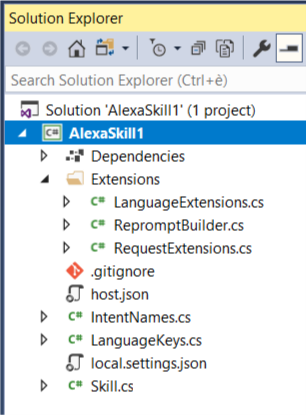 Solution Explorer
Search Solution Explorer (Ctrl+è)
Solution 'AlexaSkill1' (1 project)
C# AlexaSkill1
Dependencies
Extensions
C# LanguageExtensions.cs
C# RepromptBuilder.cs
C# RequestExtensions.cs
.gitignore
host.json
C# IntentNames.cs
C# LanguageKeys.cs
local.settings.json
C# Skill.cs